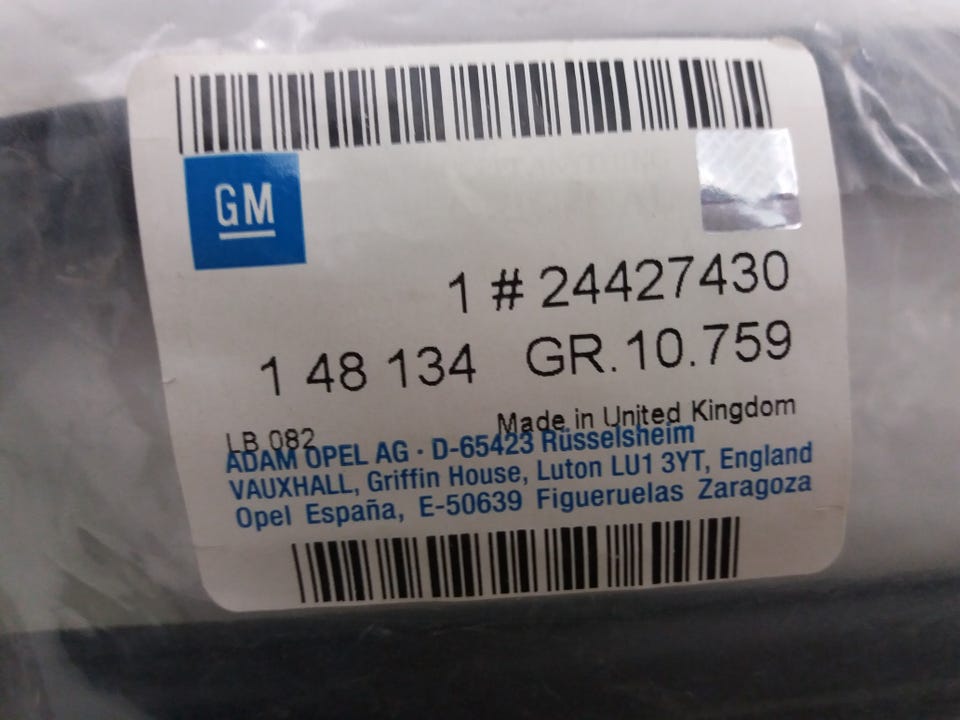 GM
1 # 24427430
1 48 134 GR. 10.759
Made in United Kingdom
LB 082
ADAM OPEL AG · D-65423 Rüsselsheim
VAUXHALL, Griffin House, Luton LU1 3YT, England
Opel España, E-50639 Figueruelas Zaragoza